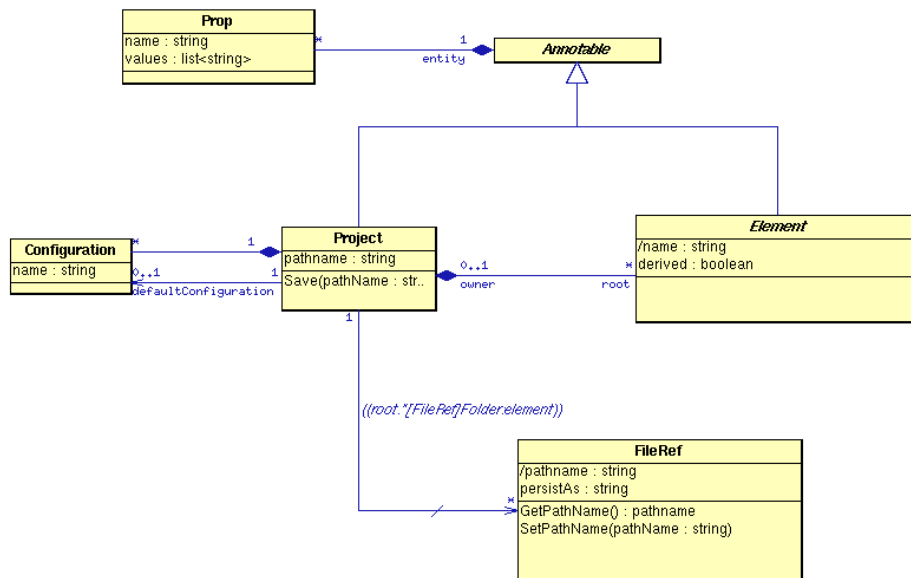 Prop
name : string
values : list<string>
*
1
entity
Annotable
Configuration
name : string
*
1
0..1
1
defaultConfiguration
Project
pathname : string
Save(pathName : str..
0..1
owner
*
root
Element
/name : string
derived : boolean
1
((root.*[FileRef]Folder:element))
*
FileRef
/pathname : string
persistAs : string
GetPathName() : pathname
SetPathName(pathName : string)